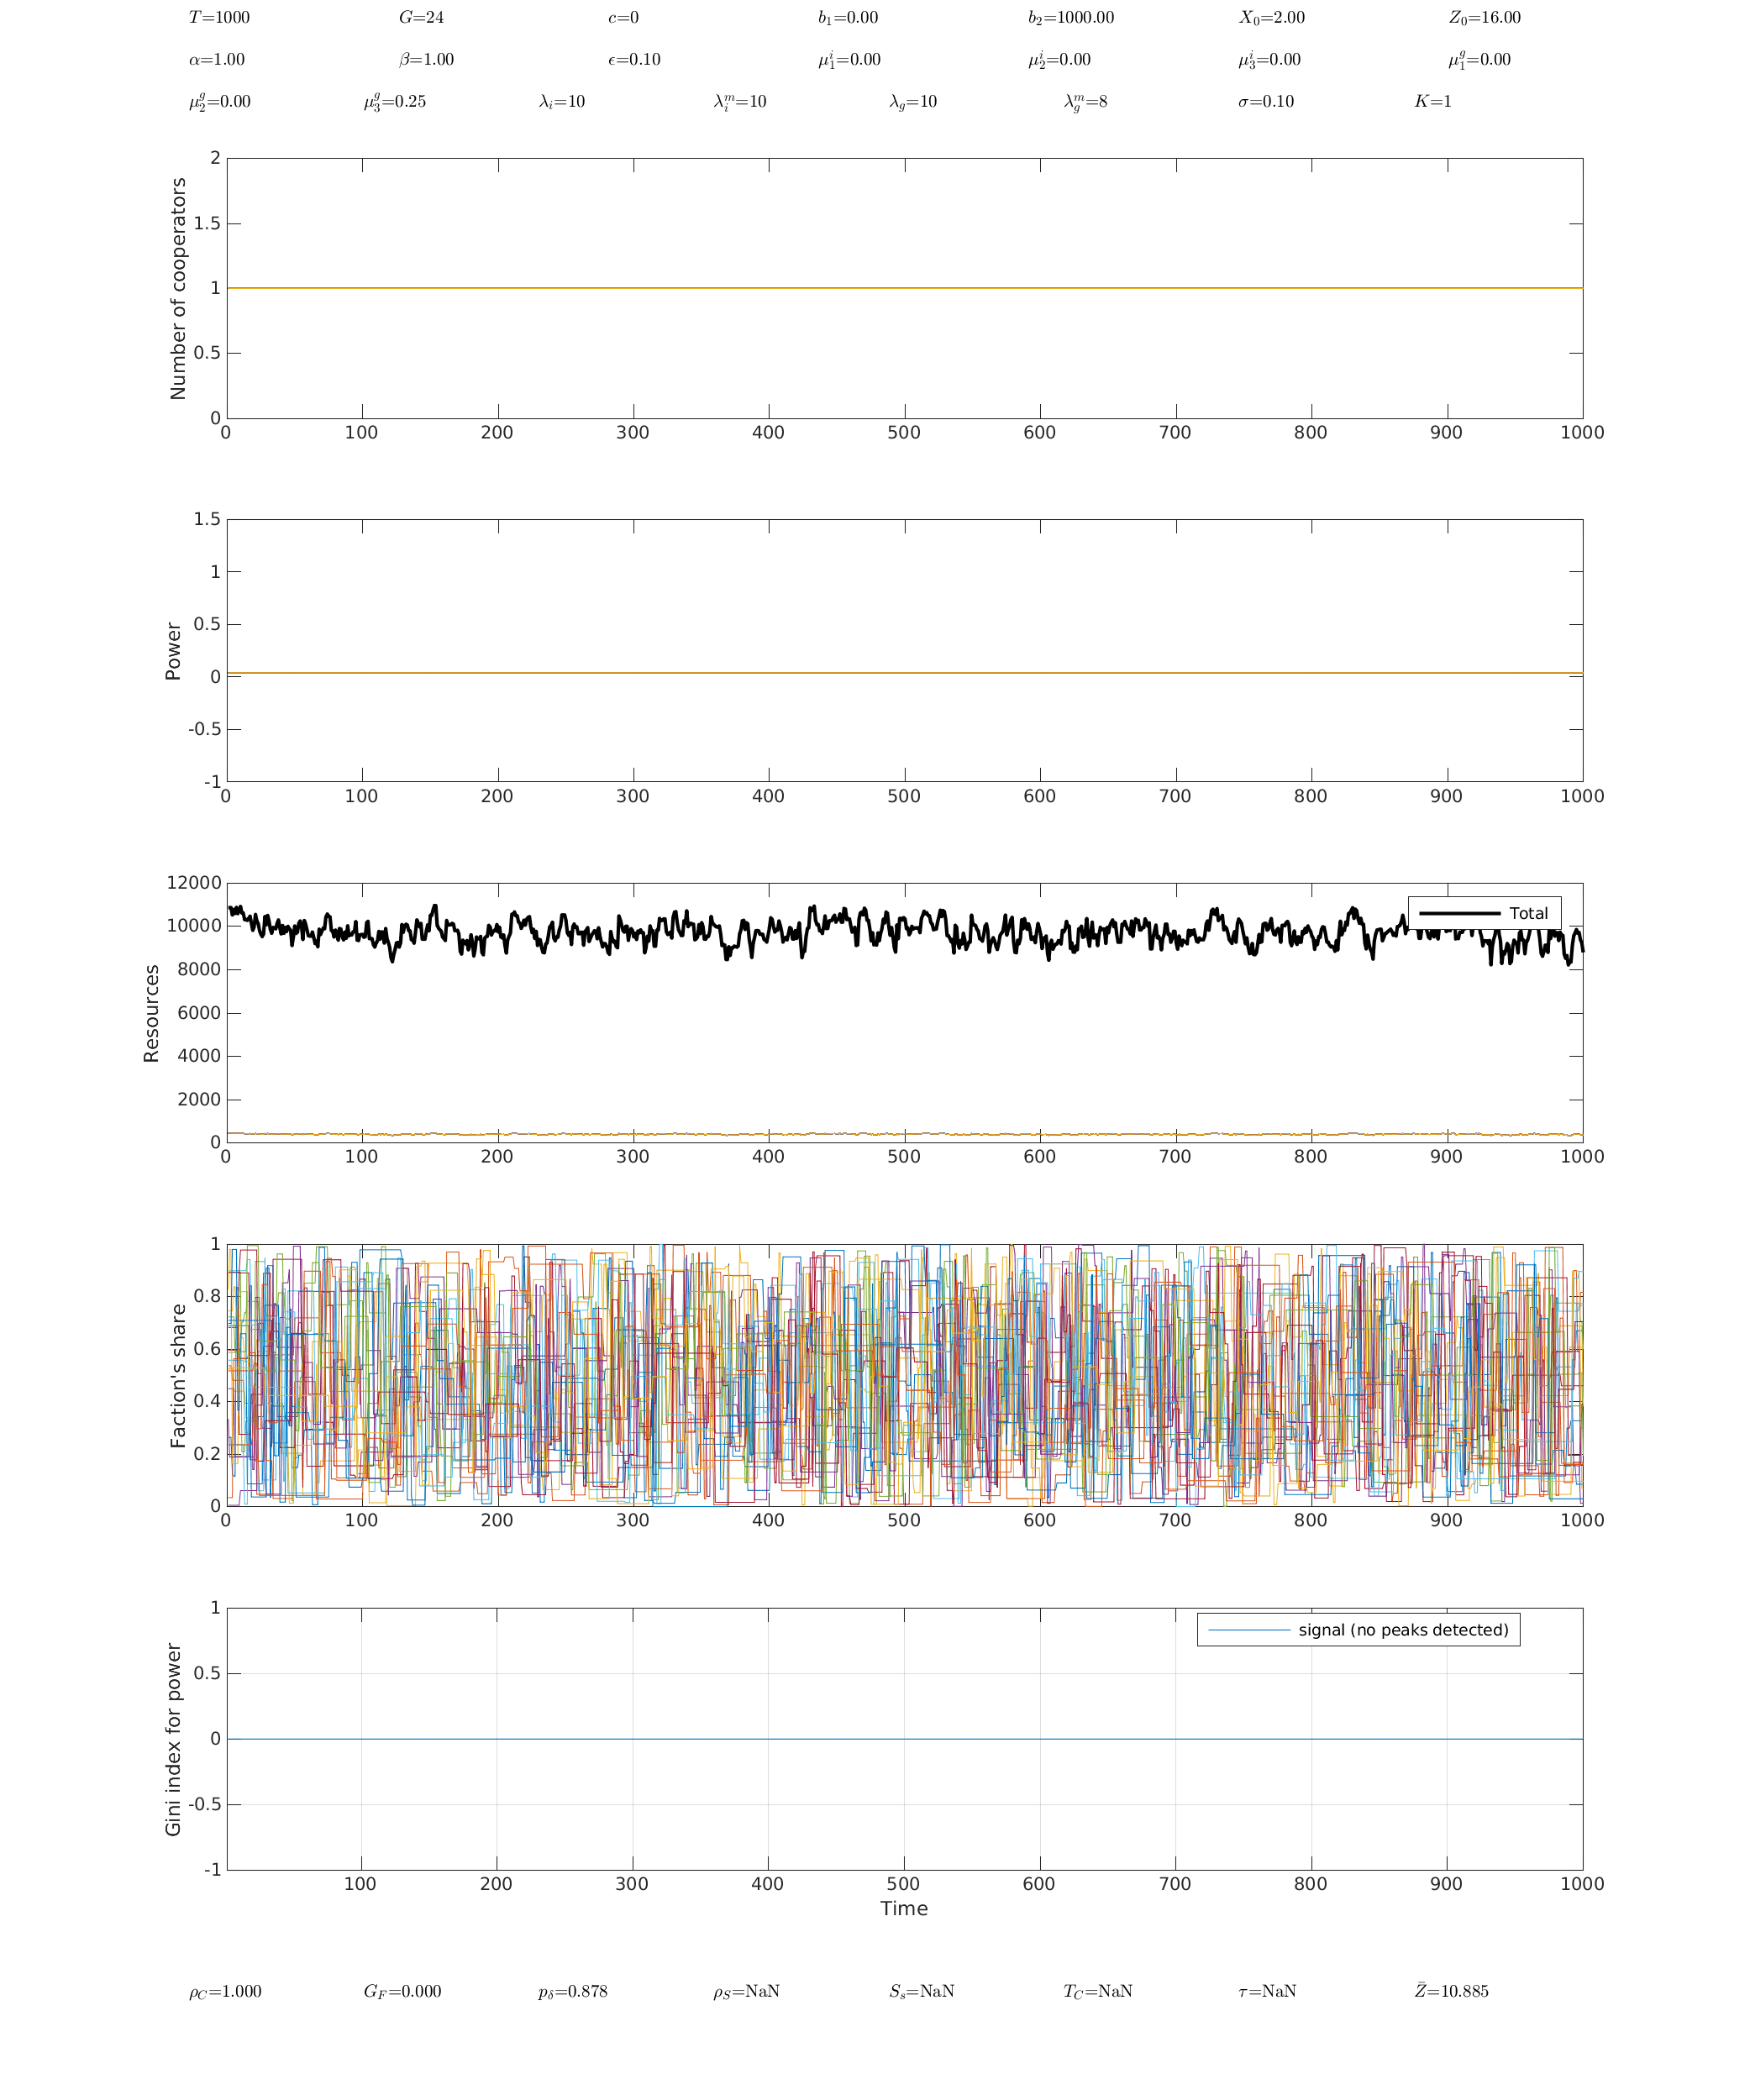 T=1000 G=24 c=0 b₁=0.00 b₂=1000.00 X₀=2.00 Z₀=16.00
α=1.00 β=1.00 ϵ=0.10 μ₁ⁱ=0.00 μ₂ⁱ=0.00 μ₃ⁱ=0.00 μ₁ᵍ=0.00
μ₂ᵍ=0.00 μ₃ᵍ=0.25 λᵢ=10 λᵢᵐ=10 λ_g=10 λ_gᵐ=8 σ=0.10 K=1
Number of cooperators
2
1.5
1
0.5
0
0 100 200 300 400 500 600 700 800 900 1000
Power
1.5
1
0.5
0
-0.5
-1
0 100 200 300 400 500 600 700 800 900 1000
Resources
12000
10000
8000
6000
4000
2000
0
Total
0 100 200 300 400 500 600 700 800 900 1000
Faction's share
1
0.8
0.6
0.4
0.2
0
0 100 200 300 400 500 600 700 800 900 1000
Gini index for power
1
0.5
0
-0.5
-1
signal (no peaks detected)
100 200 300 400 500 600 700 800 900 1000
Time
ρ_C=1.000 G_F=0.000 p_δ=0.878 ρ_S=NaN S_s=NaN T_C=NaN τ=NaN Z̄=10.885